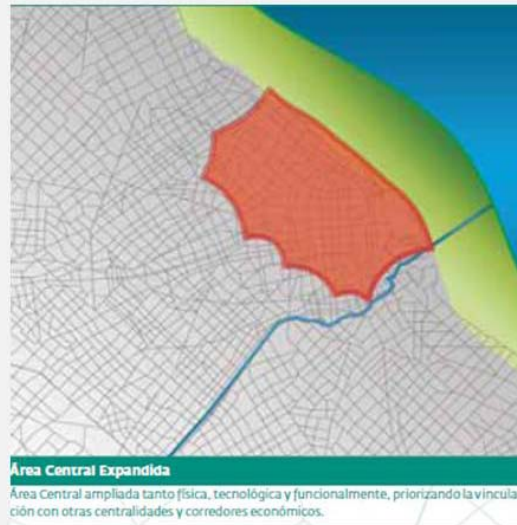 Área Central Expandida
Área Central ampliada tanto física, tecnológica y funcionalmente, priorizando la vincula
ción con otras centralidades y corredores económicos.